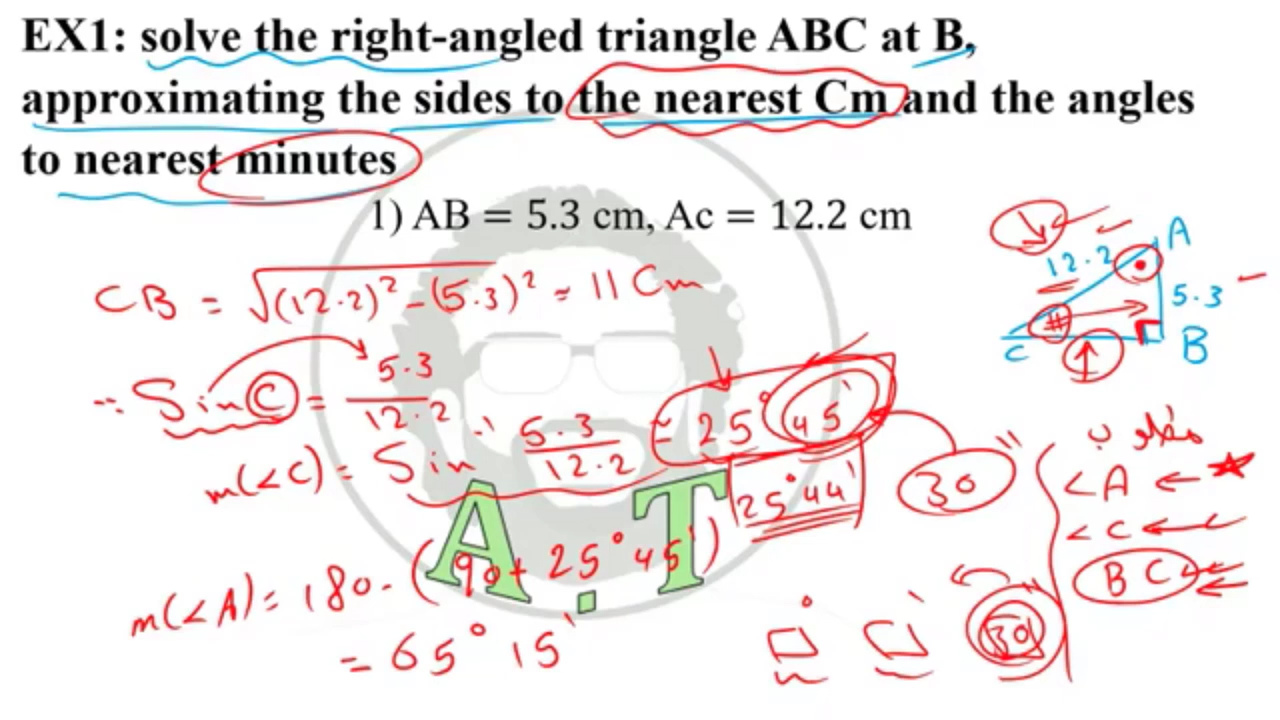 EX1: solve the right-angled triangle ABC at B,
approximating the sides to the nearest Cm and the angles
to nearest minutes
1) AB = 5.3 cm, Ac = 12.2 cm
A
12.2
5.3
#
C
B
CB = √(12.2)² - (5.3)² = 11 Cm
∵ Sin C = 5.3 / 12.2
m(<C) = Sin⁻¹ 5.3 / 12.2 = 25° 45'
25° 44'
30"
m(<A) = 180 - (90 + 25° 45')
= 65° 15'
مطلوب
<A ←
<C ←
BC ←
° ' 30"
A.T